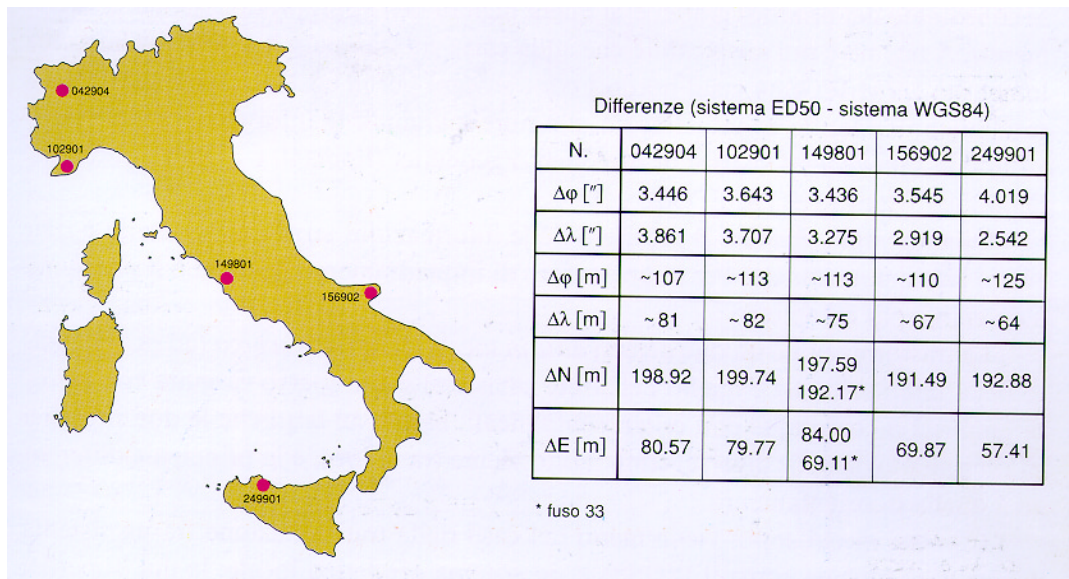 042904
102901
149801
156902
249901
Differenze (sistema ED50 - sistema WGS84)
N. 042904 102901 149801 156902 249901
Δφ [″] 3.446 3.643 3.436 3.545 4.019
Δλ [″] 3.861 3.707 3.275 2.919 2.542
Δφ [m] ~107 ~113 ~113 ~110 ~125
Δλ [m] ~81 ~82 ~75 ~67 ~64
ΔN [m] 198.92 199.74 197.59 191.49 192.88
192.17*
ΔE [m] 80.57 79.77 84.00 69.87 57.41
69.11*
* fuso 33